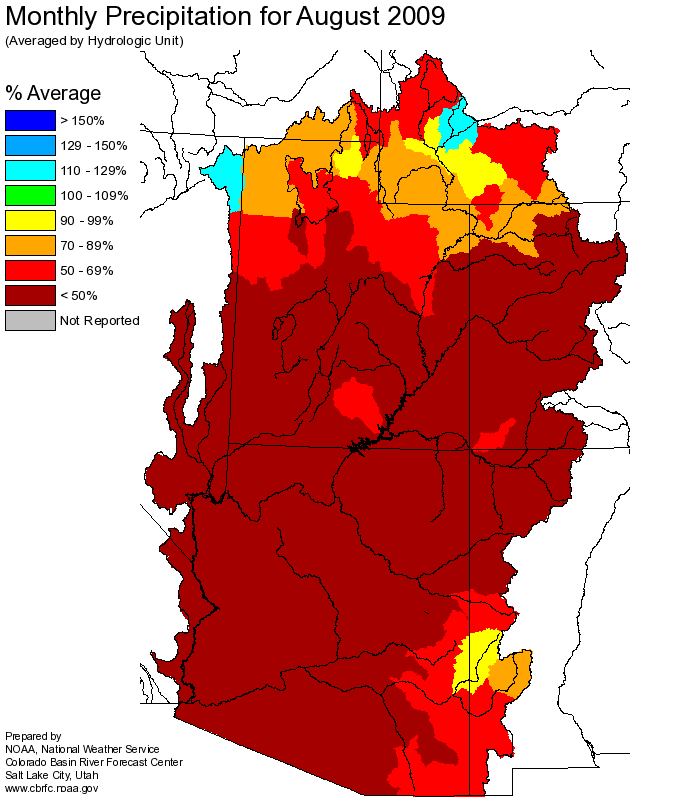 Monthly Precipitation for August 2009
(Averaged by Hydrologic Unit)
% Average
> 150%
129 - 150%
110 - 129%
100 - 109%
90 - 99%
70 - 89%
50 - 69%
< 50%
Not Reported
Prepared by
NOAA, National Weather Service
Colorado Basin River Forecast Center
Salt Lake City, Utah
www.cbrfc.noaa.gov